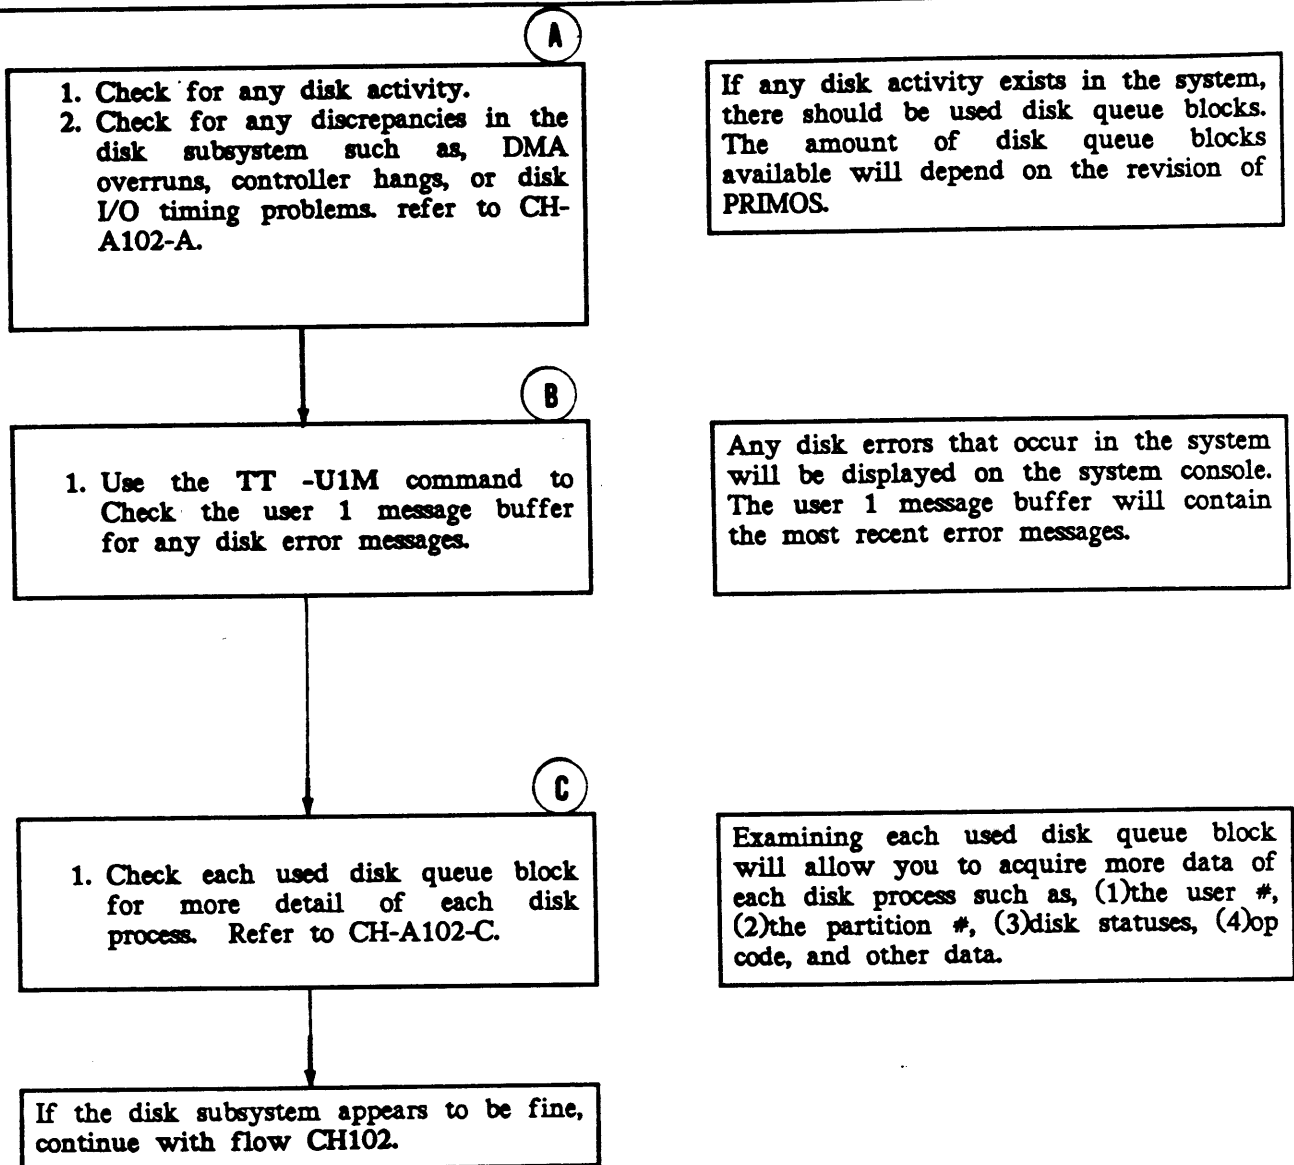 A
1. Check for any disk activity.
2. Check for any discrepancies in the
disk subsystem such as, DMA
overruns, controller hangs, or disk
I/O timing problems. refer to CH-
A102-A.
If any disk activity exists in the system,
there should be used disk queue blocks.
The amount of disk queue blocks
available will depend on the revision of
PRIMOS.
B
1. Use the TT -U1M command to
Check the user 1 message buffer
for any disk error messages.
Any disk errors that occur in the system
will be displayed on the system console.
The user 1 message buffer will contain
the most recent error messages.
C
1. Check each used disk queue block
for more detail of each disk
process. Refer to CH-A102-C.
Examining each used disk queue block
will allow you to acquire more data of
each disk process such as, (1)the user #,
(2)the partition #, (3)disk statuses, (4)op
code, and other data.
If the disk subsystem appears to be fine,
continue with flow CH102.